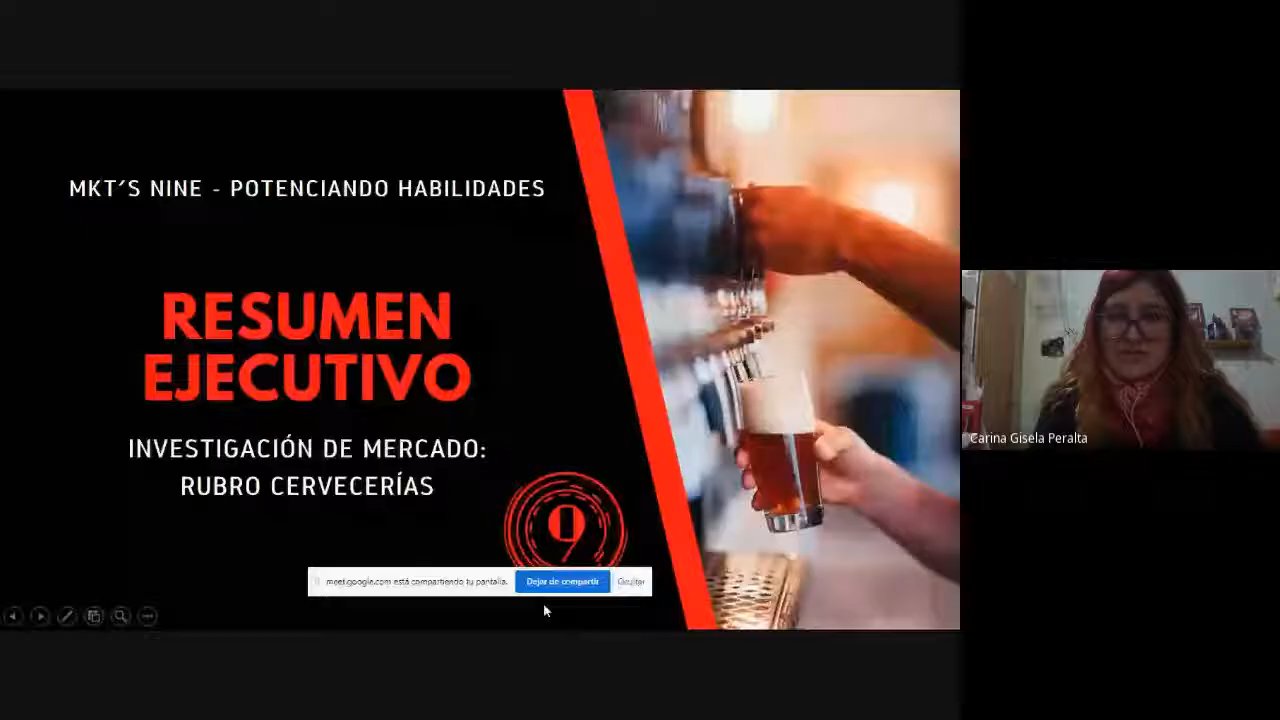 MKT´S NINE - POTENCIANDO HABILIDADES
RESUMEN
EJECUTIVO
INVESTIGACIÓN DE MERCADO:
RUBRO CERVECERÍAS
9
meet.google.com está compartiendo tu pantalla.
Dejar de compartir
Ocultar
Carina Gisela Peralta